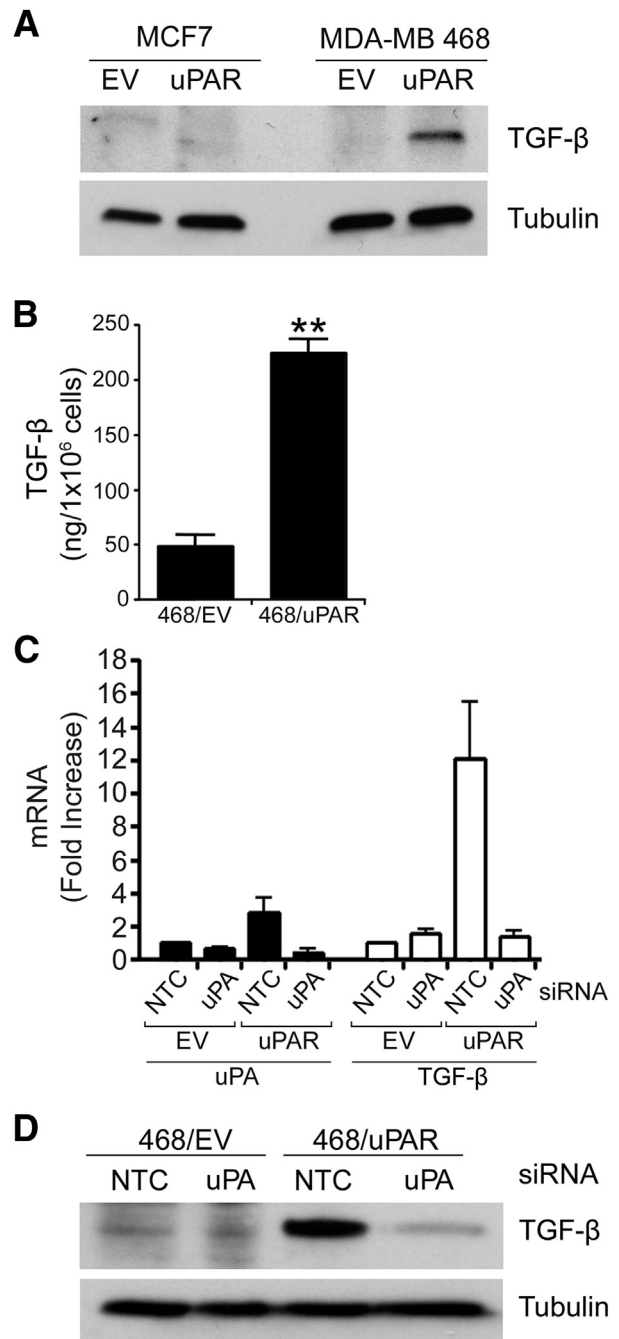 A
MCF7 MDA-MB 468
EV uPAR EV uPAR
TGF-β
Tubulin
B
TGF-β
(ng/1x10⁶ cells)
250
200
150
100
50
0
**
468/EV 468/uPAR
C
mRNA
(Fold Increase)
18
16
14
12
10
8
6
4
2
0
NTC uPA NTC uPA NTC uPA NTC uPA siRNA
EV uPAR EV uPAR
uPA TGF-β
D
468/EV 468/uPAR
NTC uPA NTC uPA siRNA
TGF-β
Tubulin